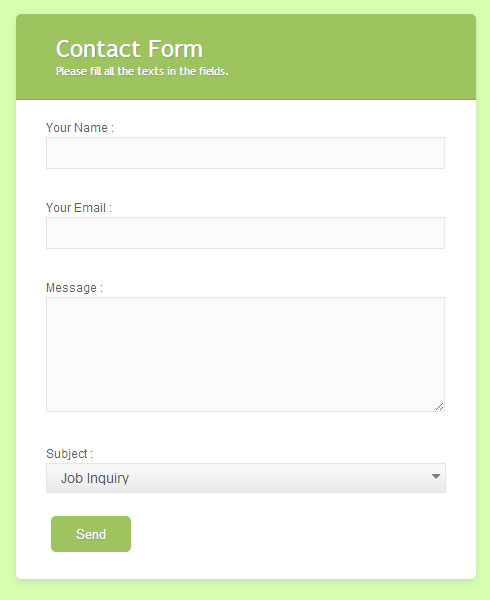 Contact Form
Please fill all the texts in the fields.
Your Name :
Your Email :
Message :
Subject :
Job Inquiry
Send